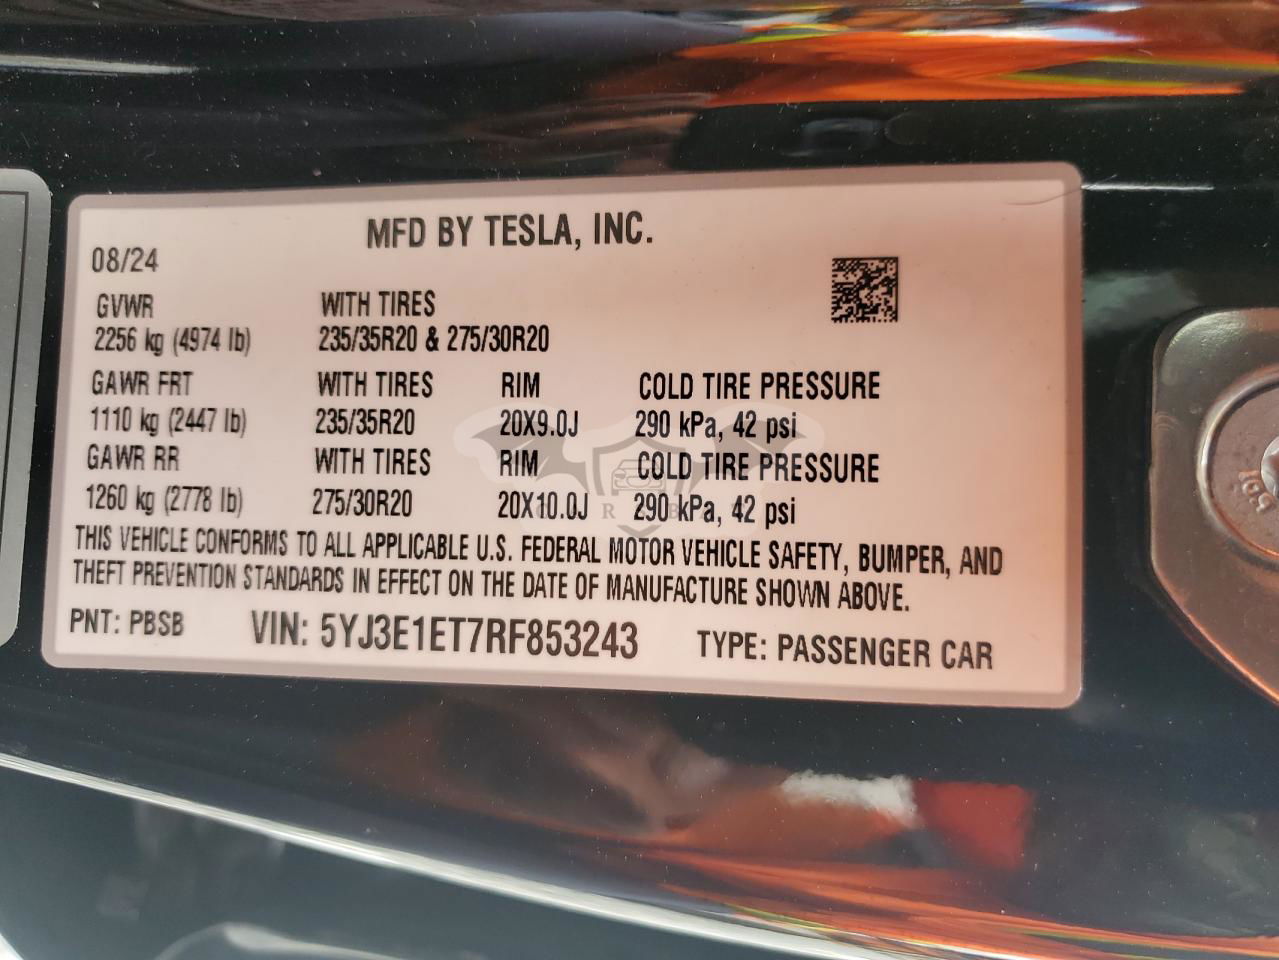 MFD BY TESLA, INC.
08/24
GVWR WITH TIRES
2256 kg (4974 lb) 235/35R20 & 275/30R20
GAWR FRT WITH TIRES RIM COLD TIRE PRESSURE
1110 kg (2447 lb) 235/35R20 20X9.0J 290 kPa, 42 psi
GAWR RR WITH TIRES RIM COLD TIRE PRESSURE
1260 kg (2778 lb) 275/30R20 20X10.0J 290 kPa, 42 psi
THIS VEHICLE CONFORMS TO ALL APPLICABLE U.S. FEDERAL MOTOR VEHICLE SAFETY, BUMPER, AND
THEFT PREVENTION STANDARDS IN EFFECT ON THE DATE OF MANUFACTURE SHOWN ABOVE.
PNT: PBSB VIN: 5YJ3E1ET7RF853243 TYPE: PASSENGER CAR